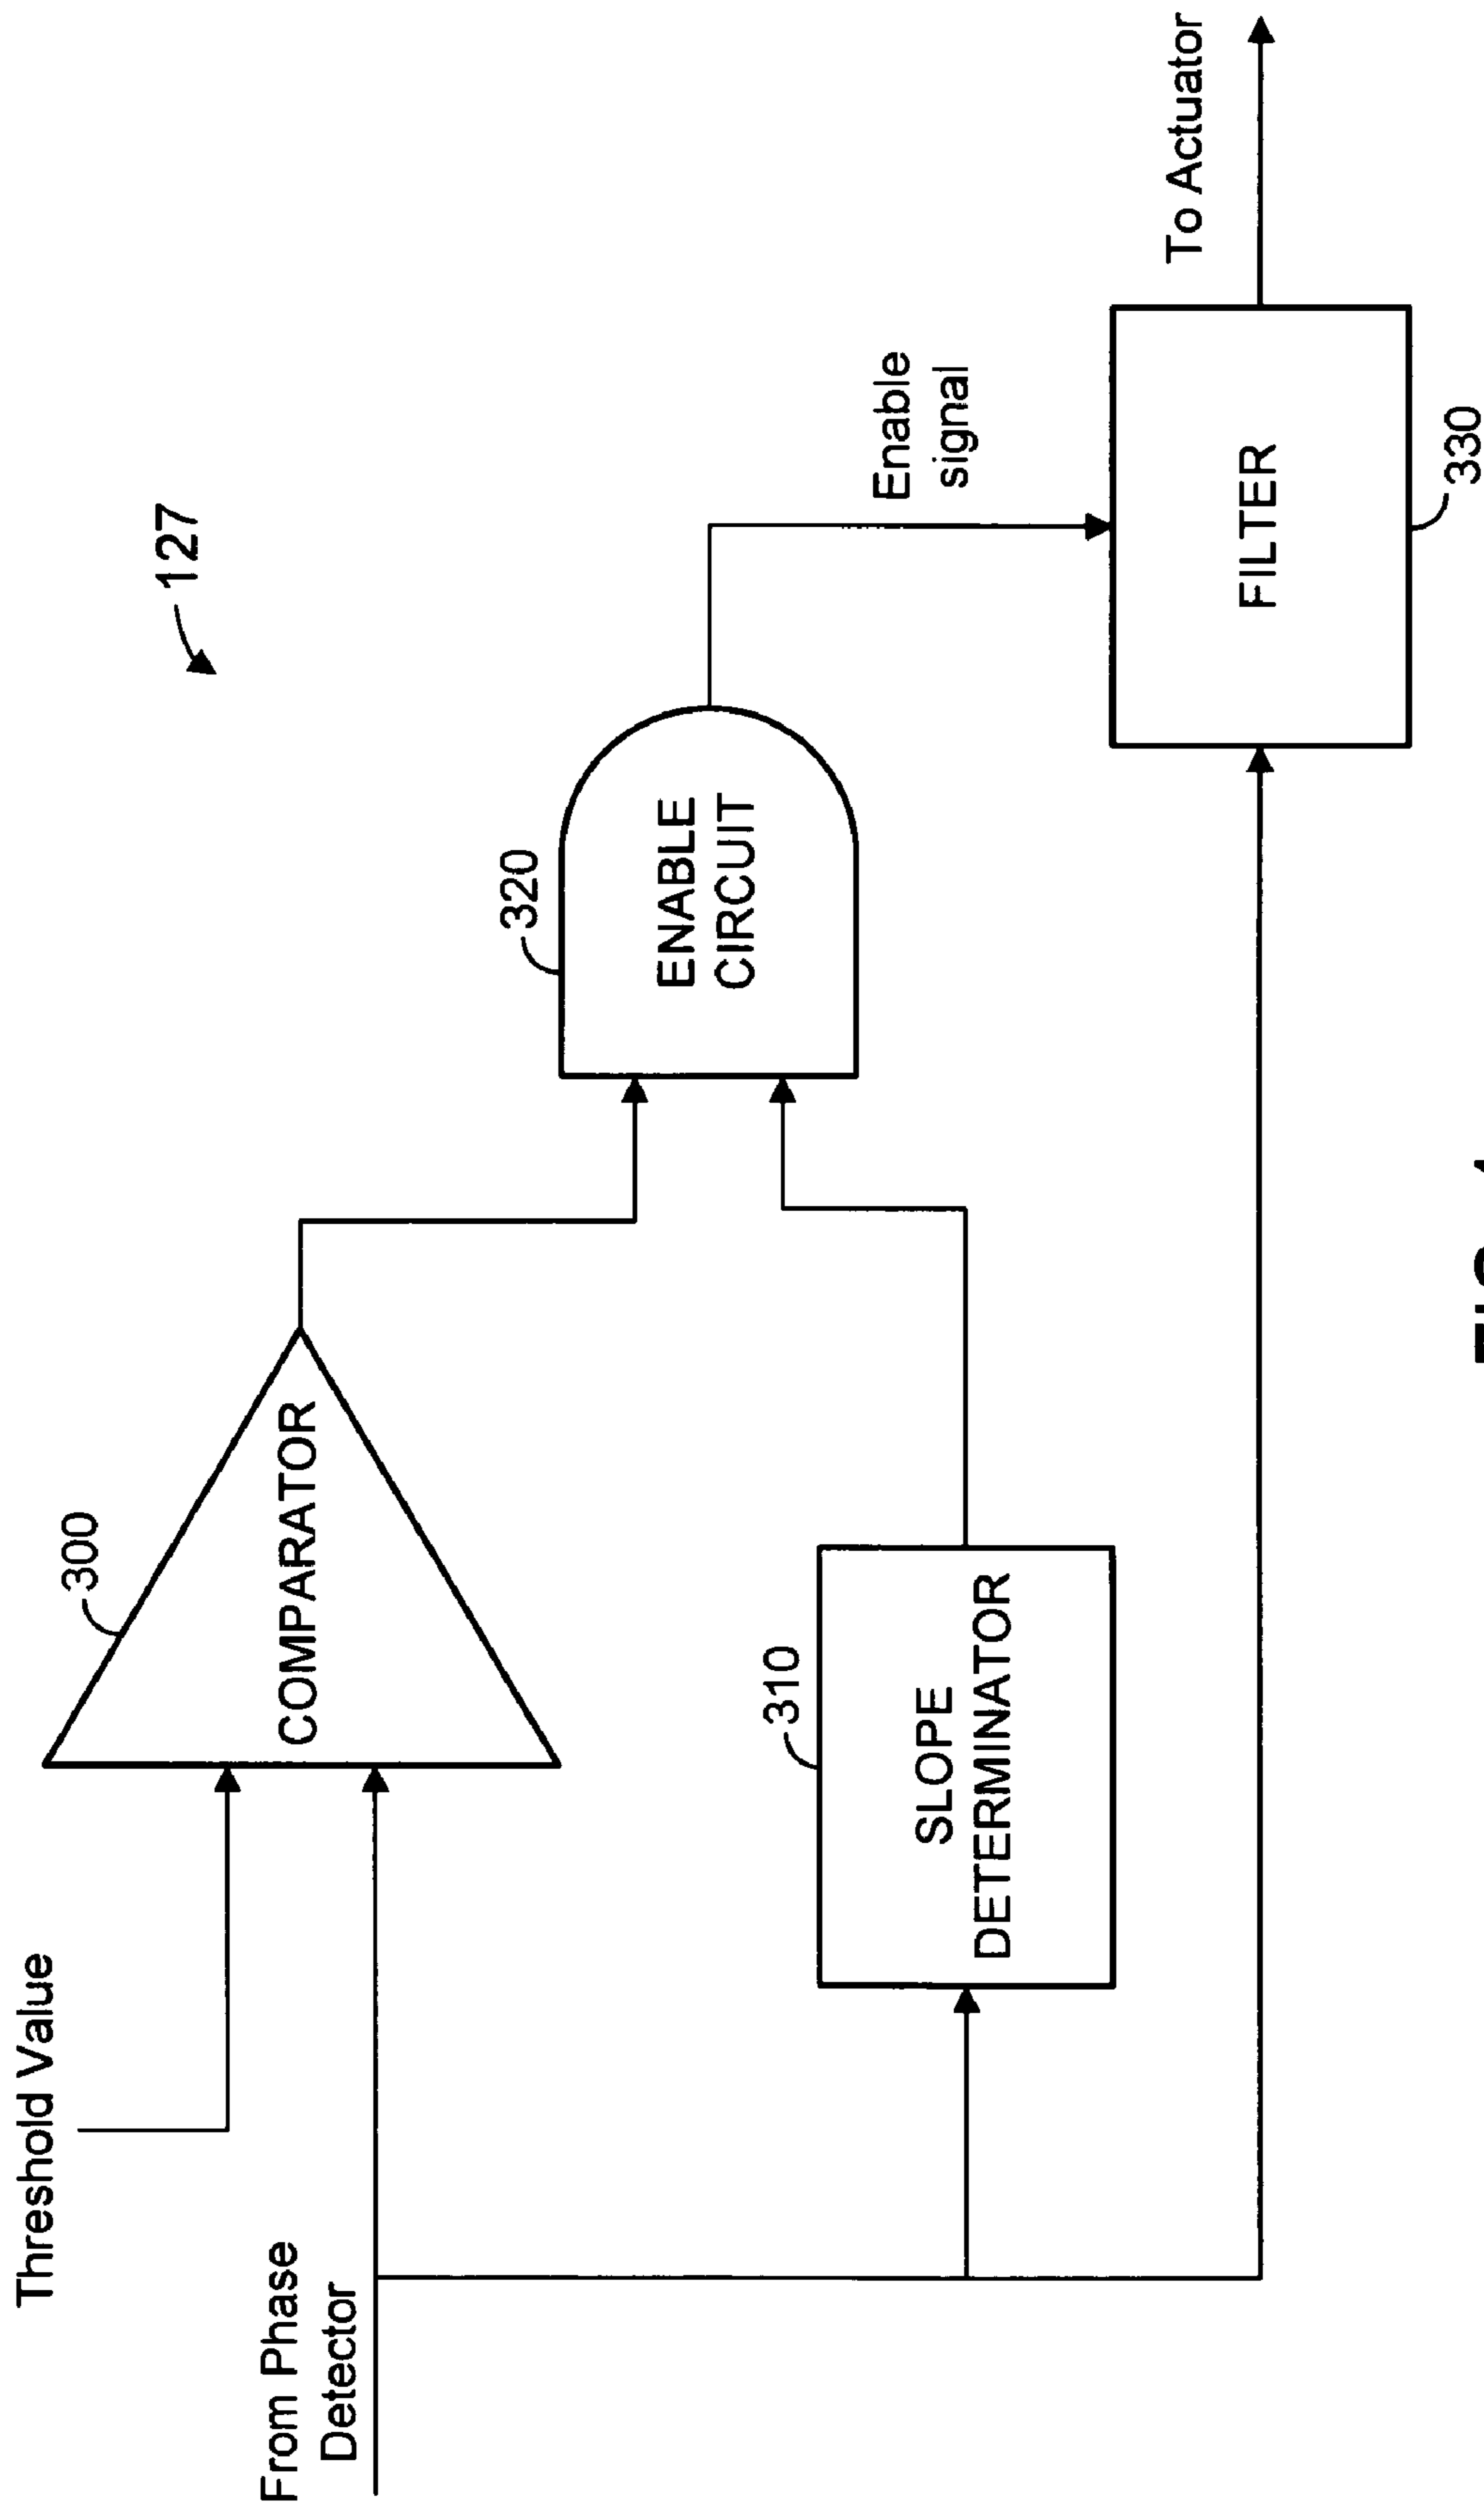 Threshold Value
From Phase
Detector
300
COMPARATOR
310
SLOPE
DETERMINATOR
320
ENABLE
CIRCUIT
127
Enable
signal
FILTER
330
To Actuator